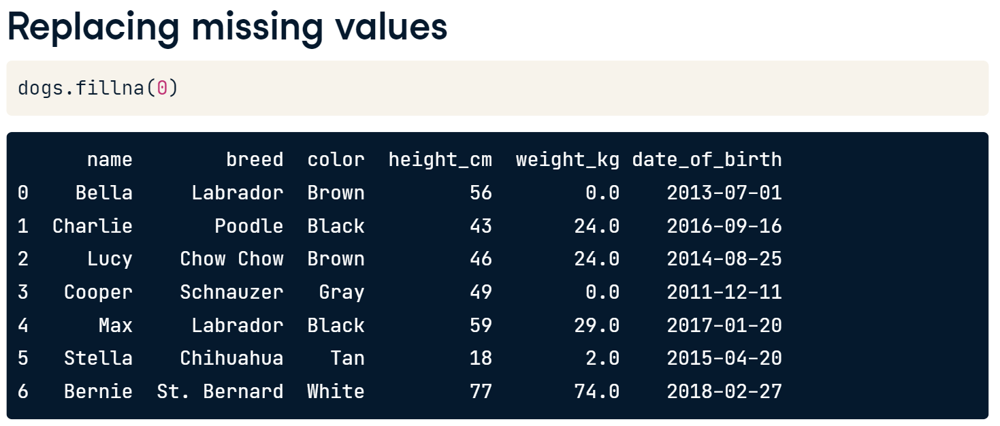 Replacing missing values
dogs.fillna(0)
name breed color height_cm weight_kg date_of_birth
0 Bella Labrador Brown 56 0.0 2013-07-01
1 Charlie Poodle Black 43 24.0 2016-09-16
2 Lucy Chow Chow Brown 46 24.0 2014-08-25
3 Cooper Schnauzer Gray 49 0.0 2011-12-11
4 Max Labrador Black 59 29.0 2017-01-20
5 Stella Chihuahua Tan 18 2.0 2015-04-20
6 Bernie St. Bernard White 77 74.0 2018-02-27